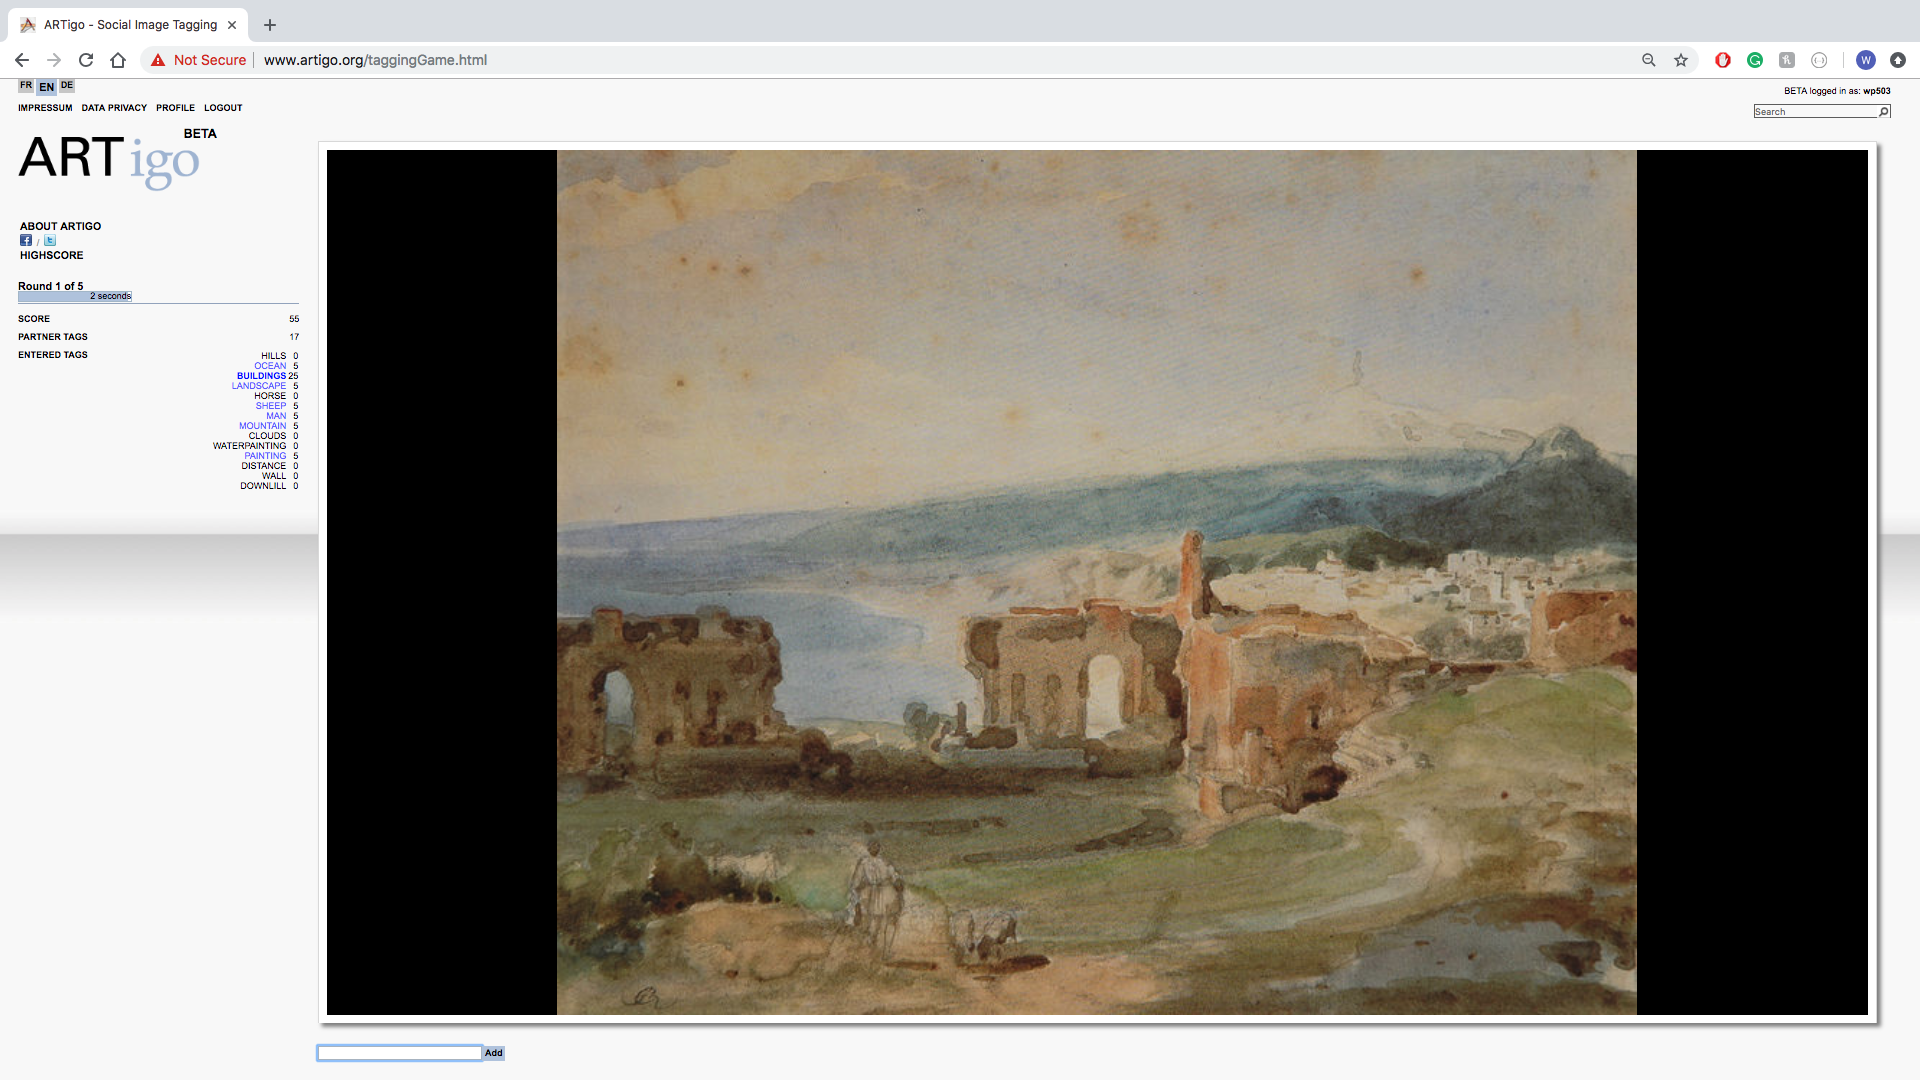 ARTigo - Social Image Tagging
Not Secure www.artigo.org/taggingGame.html
W
FR EN DE
BETA logged in as: wp503
IMPRESSUM DATA PRIVACY PROFILE LOGOUT
Search
BETA
ARTigo
ABOUT ARTIGO
/
HIGHSCORE
Round 1 of 5
2 seconds
SCORE 55
PARTNER TAGS 17
ENTERED TAGS
HILLS 0
OCEAN 5
BUILDINGS 25
LANDSCAPE 5
HORSE 0
SHEEP 5
MAN 5
MOUNTAIN 5
CLOUDS 0
WATERPAINTING 0
PAINTING 5
DISTANCE 0
WALL 0
DOWNLILL 0
Add